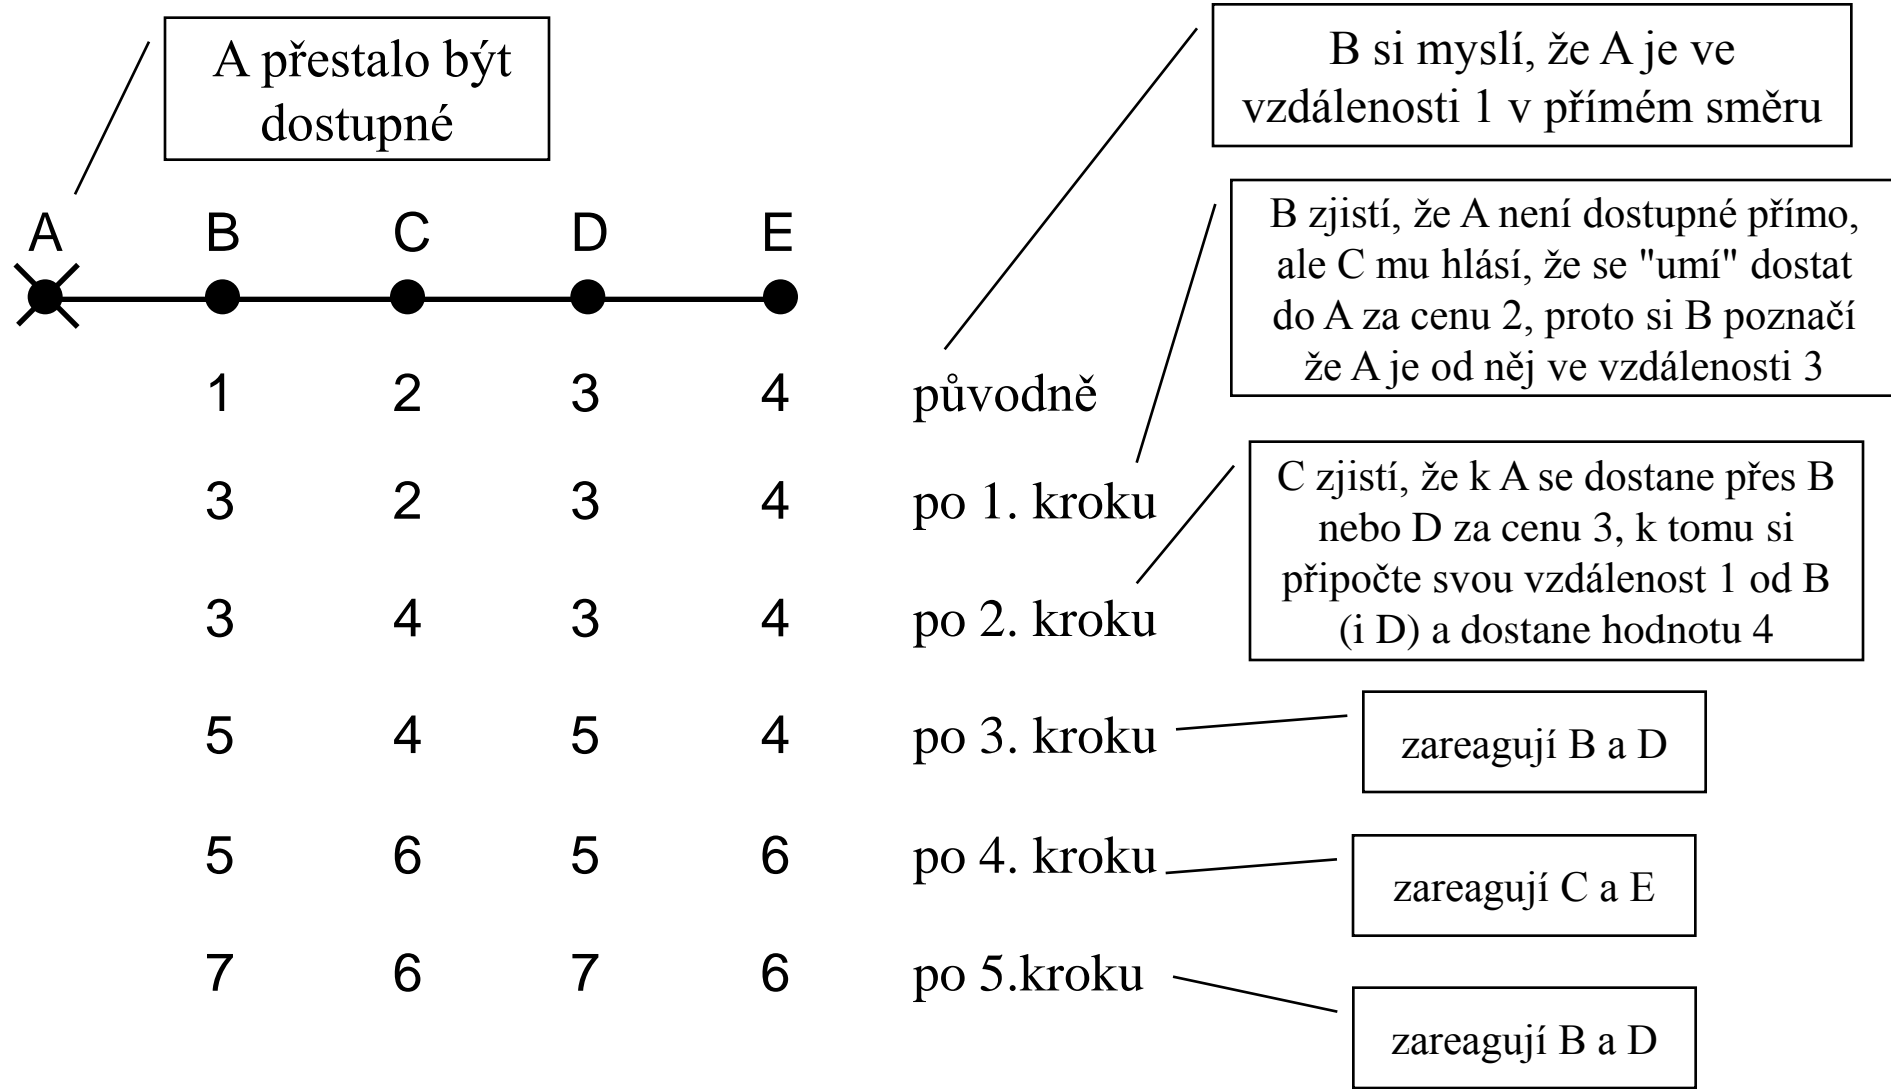 A přestalo být
dostupné
B si myslí, že A je ve
vzdálenosti 1 v přímém směru
A B C D E
B zjistí, že A není dostupné přímo,
ale C mu hlásí, že se "umí" dostat
do A za cenu 2, proto si B poznačí
že A je od něj ve vzdálenosti 3
1 2 3 4 původně
3 2 3 4 po 1. kroku
C zjistí, že k A se dostane přes B
nebo D za cenu 3, k tomu si
připočte svou vzdálenost 1 od B
(i D) a dostane hodnotu 4
3 4 3 4 po 2. kroku
5 4 5 4 po 3. kroku
zareagují B a D
5 6 5 6 po 4. kroku
zareagují C a E
7 6 7 6 po 5.kroku
zareagují B a D